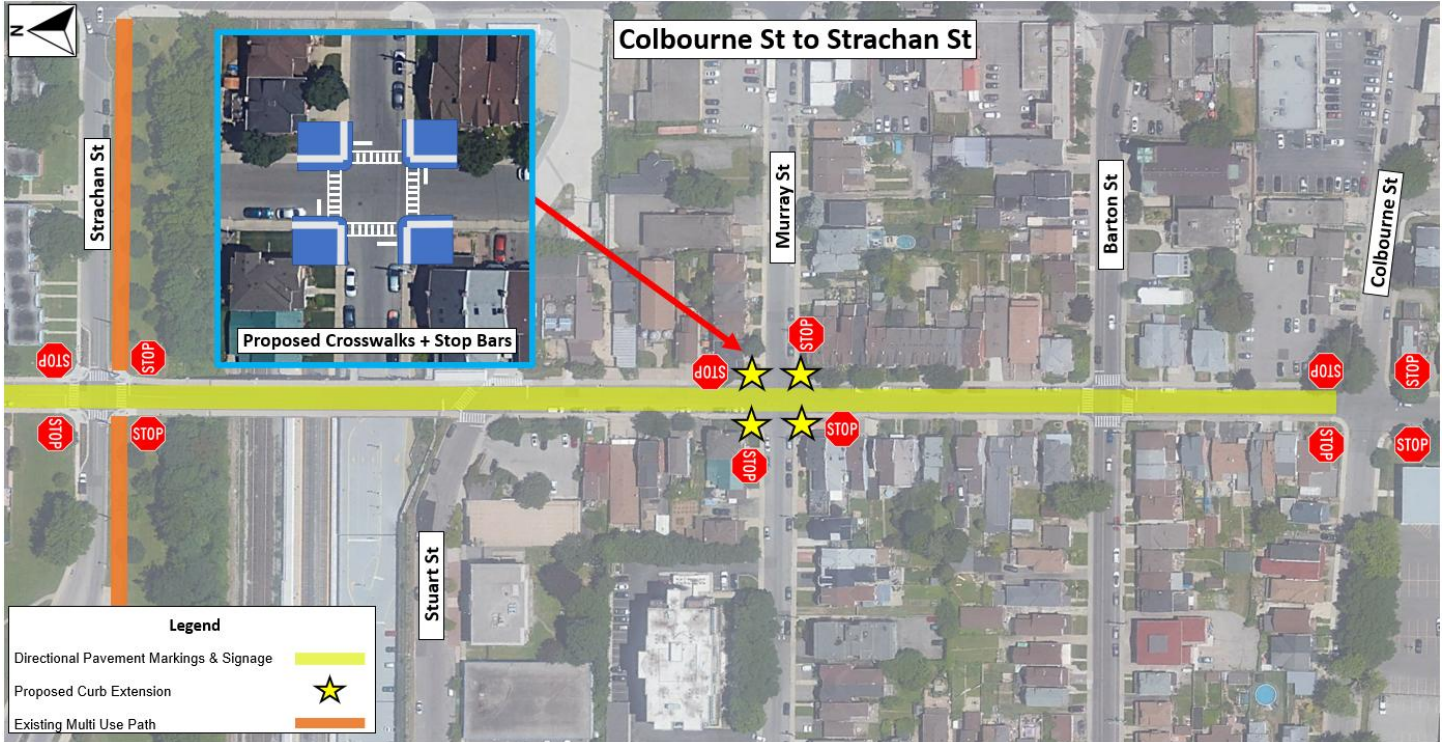 N
Colbourne St to Strachan St
Strachan St
Murray St
Barton St
Colbourne St
Proposed Crosswalks + Stop Bars
STOP
STOP
STOP
STOP
STOP
STOP
STOP
STOP
STOP
STOP
STOP
STOP
Stuart St
Legend
Directional Pavement Markings & Signage
Proposed Curb Extension
Existing Multi Use Path